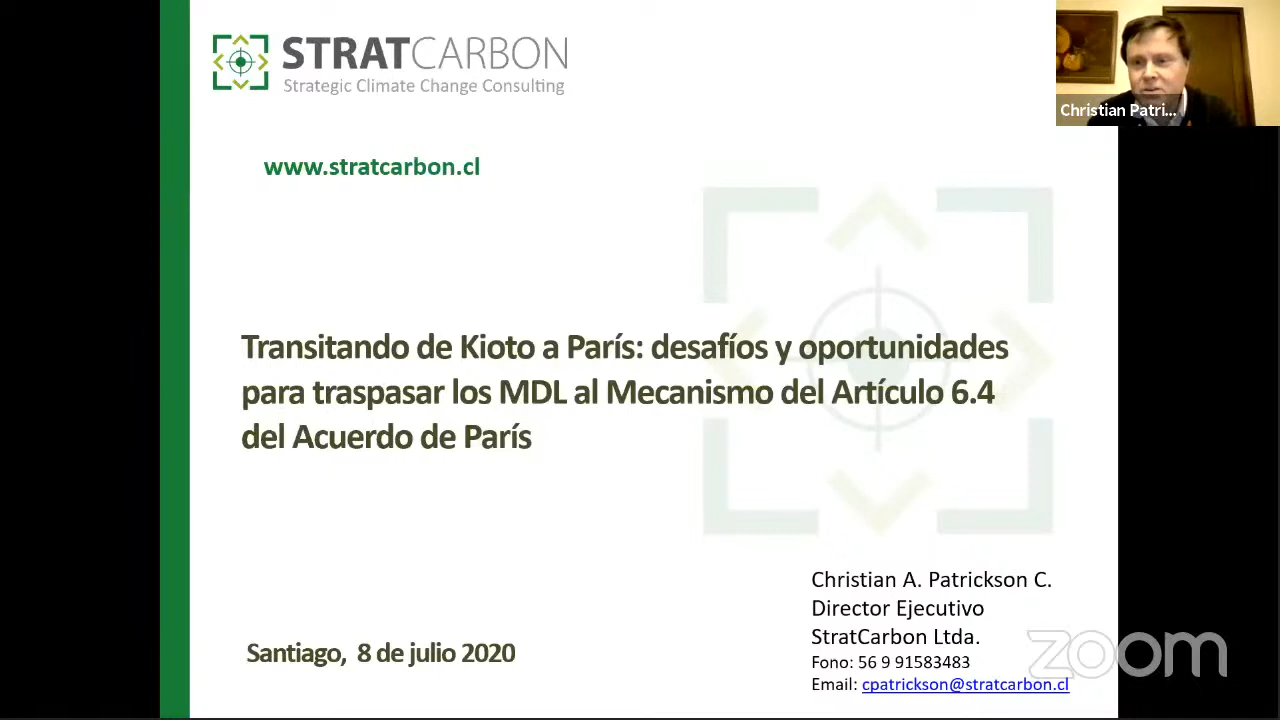 STRATCARBON
Strategic Climate Change Consulting
Christian Patri...
www.stratcarbon.cl
Transitando de Kioto a París: desafíos y oportunidades
para traspasar los MDL al Mecanismo del Artículo 6.4
del Acuerdo de París
Christian A. Patrickson C.
Director Ejecutivo
StratCarbon Ltda.
Fono: 56 9 91583483
Email: cpatrickson@stratcarbon.cl
Santiago, 8 de julio 2020
zoom